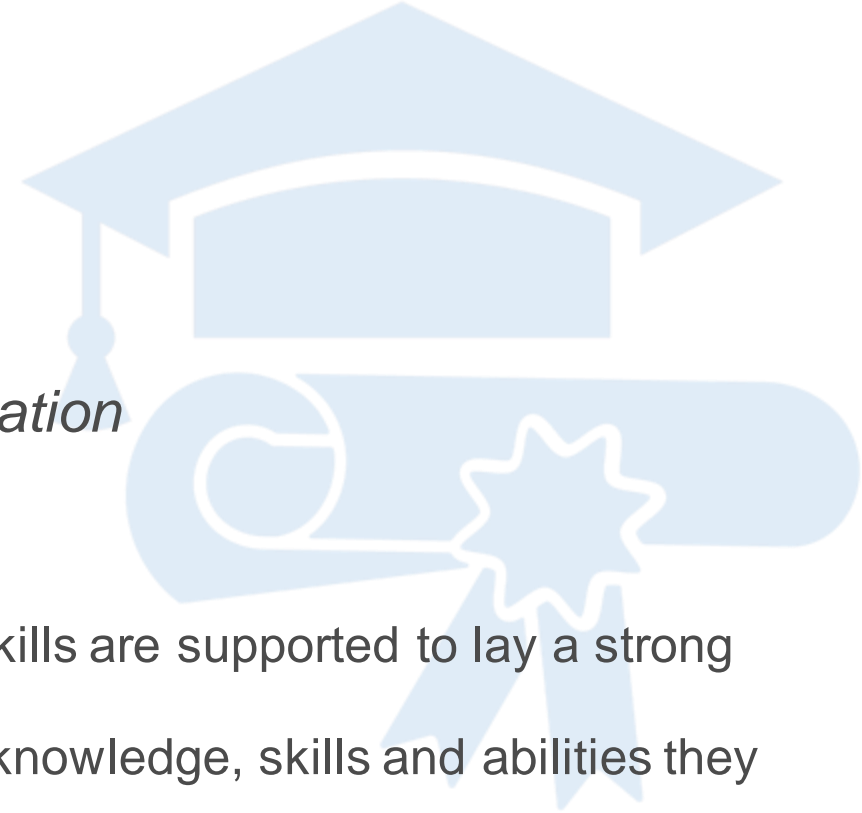 ation
kills are supported to lay a strong
knowledge, skills and abilities they